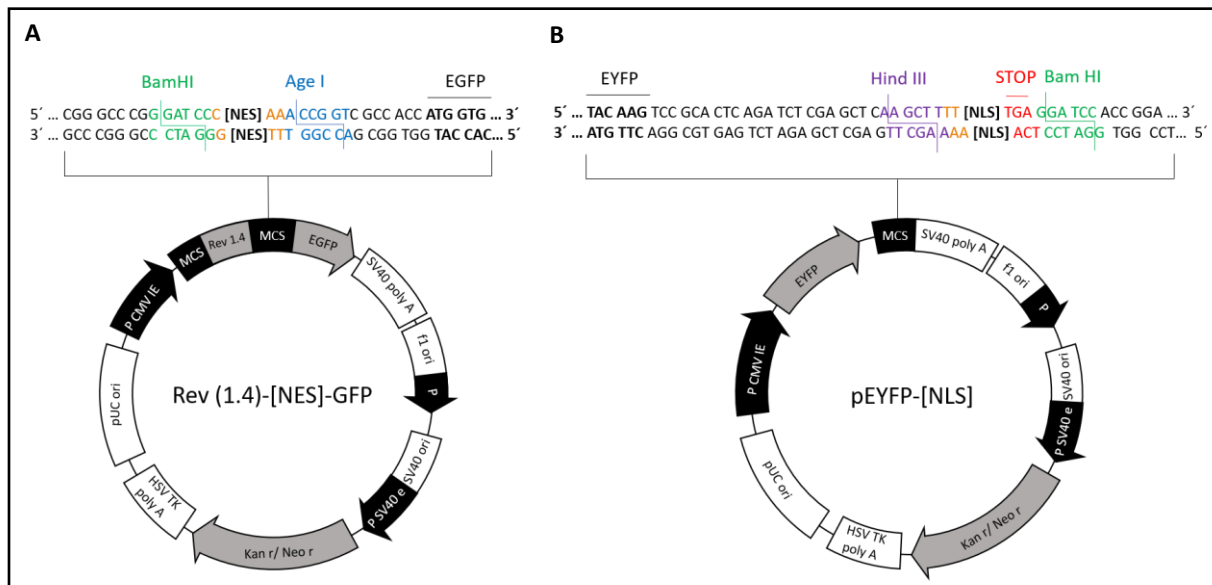 A
BamHI Age I EGFP
5´ ... CGG GCC CGG GAT CCC [NES] AAA CCG GTC GCC ACC ATG GTG ... 3´
3´ ... GCC CGG GCC CTA GGG [NES] TTT GGC CAG CGG TGG TAC CAC... 5´
MCS
Rev 1.4
MCS
EGFP
SV40 poly A
f1 ori
P
SV40 ori
P SV40 e
Kan r/ Neo r
HSV TK
poly A
pUC ori
P CMV IE
Rev (1.4)-[NES]-GFP
B
EYFP Hind III STOP Bam HI
5´ ... TAC AAG TCC GCA CTC AGA TCT CGA GCT CAA GCT TTT [NLS] TGA GGATCC ACC GGA ... 3´
3´ ... ATG TTC AGG CGT GAG TCT AGA GCT CGA GTT CGA AAA [NLS] ACT CCT AGG TGG CCT... 5´
EYFP
MCS
SV40 poly A
f1 ori
P
SV40 ori
P SV40 e
Kan r/ Neo r
HSV TK
poly A
pUC ori
P CMV IE
pEYFP-[NLS]